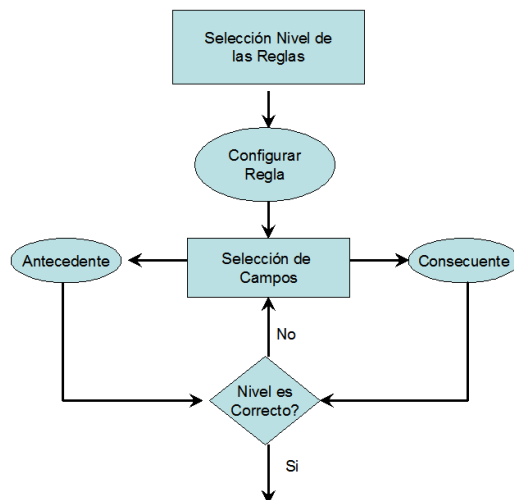 Selección Nivel de
las Reglas
Configurar
Regla
Antecedente
Selección de
Campos
Consecuente
No
Nivel es
Correcto?
Si